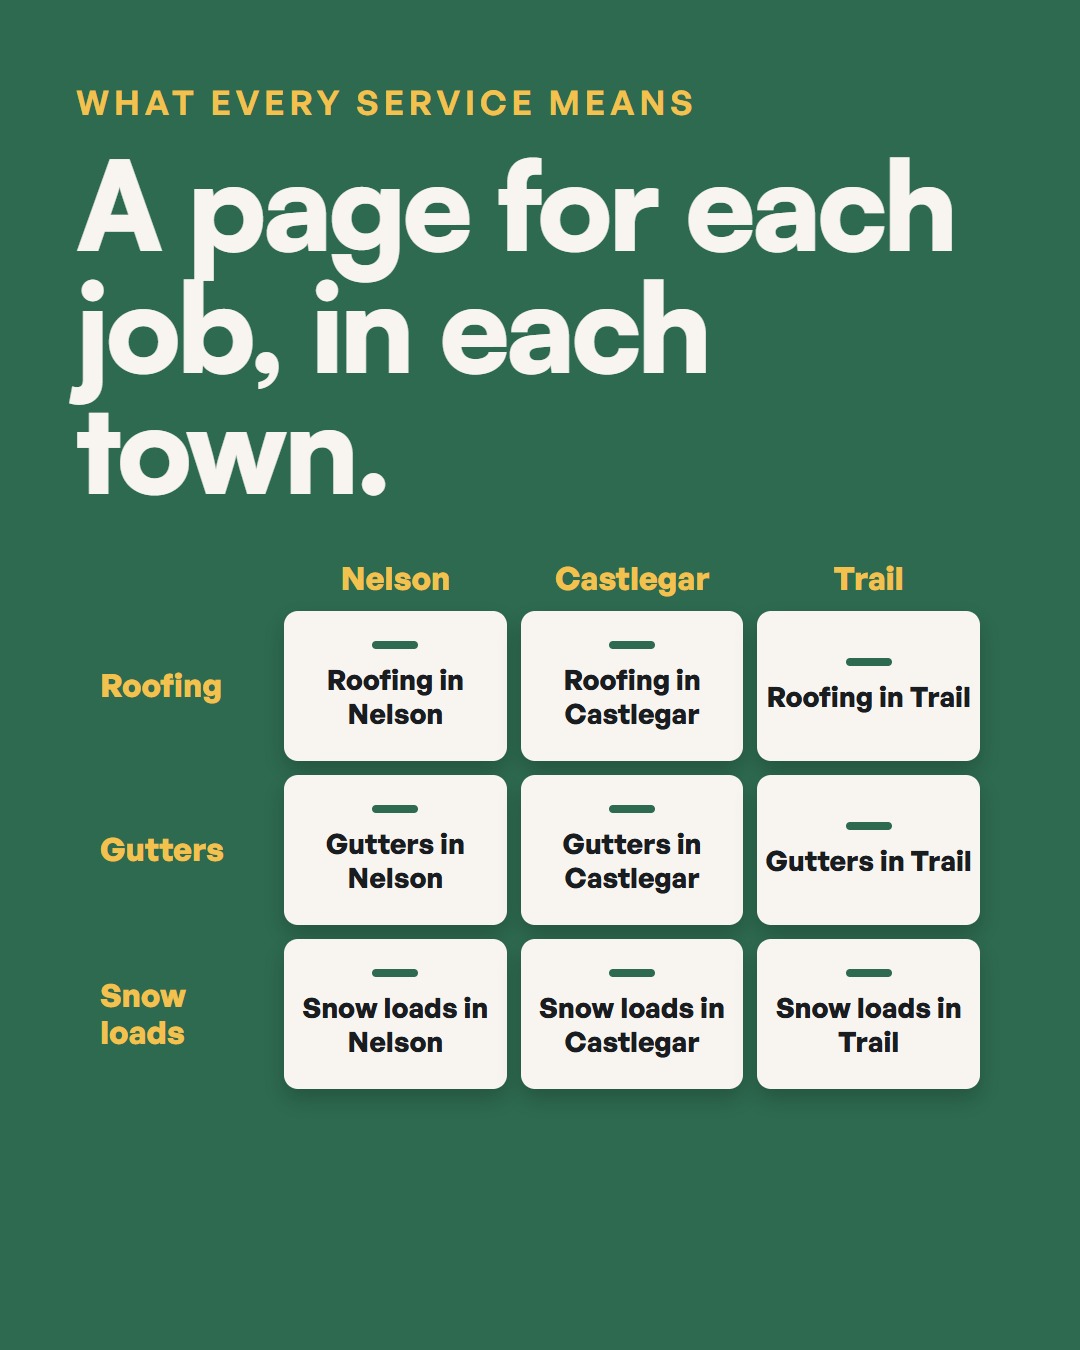 WHAT EVERY SERVICE MEANS
A page for each
job, in each
town.
Nelson Castlegar Trail
Roofing
Roofing in
Nelson
Roofing in
Castlegar
Roofing in Trail
Gutters
Gutters in
Nelson
Gutters in
Castlegar
Gutters in Trail
Snow
loads
Snow loads in
Nelson
Snow loads in
Castlegar
Snow loads in
Trail